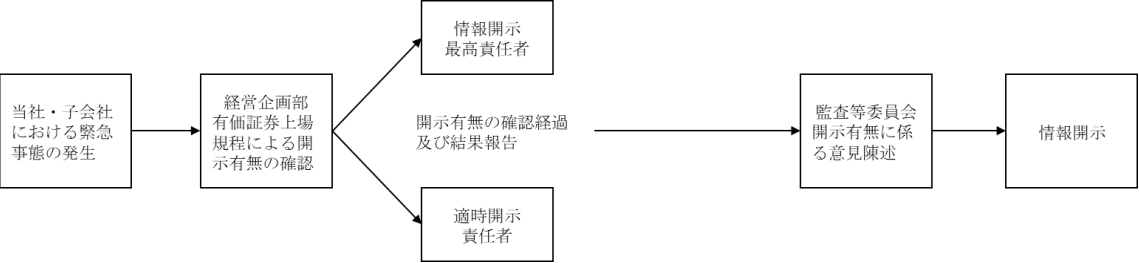 当社・子会社
における緊急
事態の発生
経営企画部
有価証券上場
規程による開
示有無の確認
情報開示
最高責任者
開示有無の確認経過
及び結果報告
適時開示
責任者
監査等委員会
開示有無に係
る意見陳述
情報開示